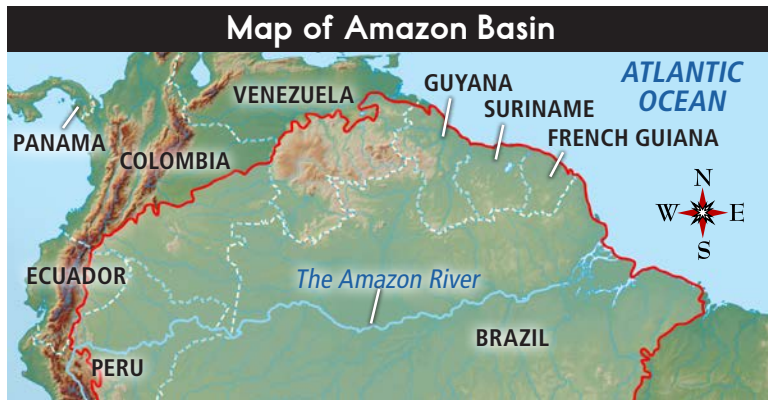 Map of Amazon Basin
ATLANTIC
OCEAN
GUYANA
VENEZUELA
SURINAME
PANAMA
FRENCH GUIANA
COLOMBIA
N
W
E
S
ECUADOR
The Amazon River
BRAZIL
PERU